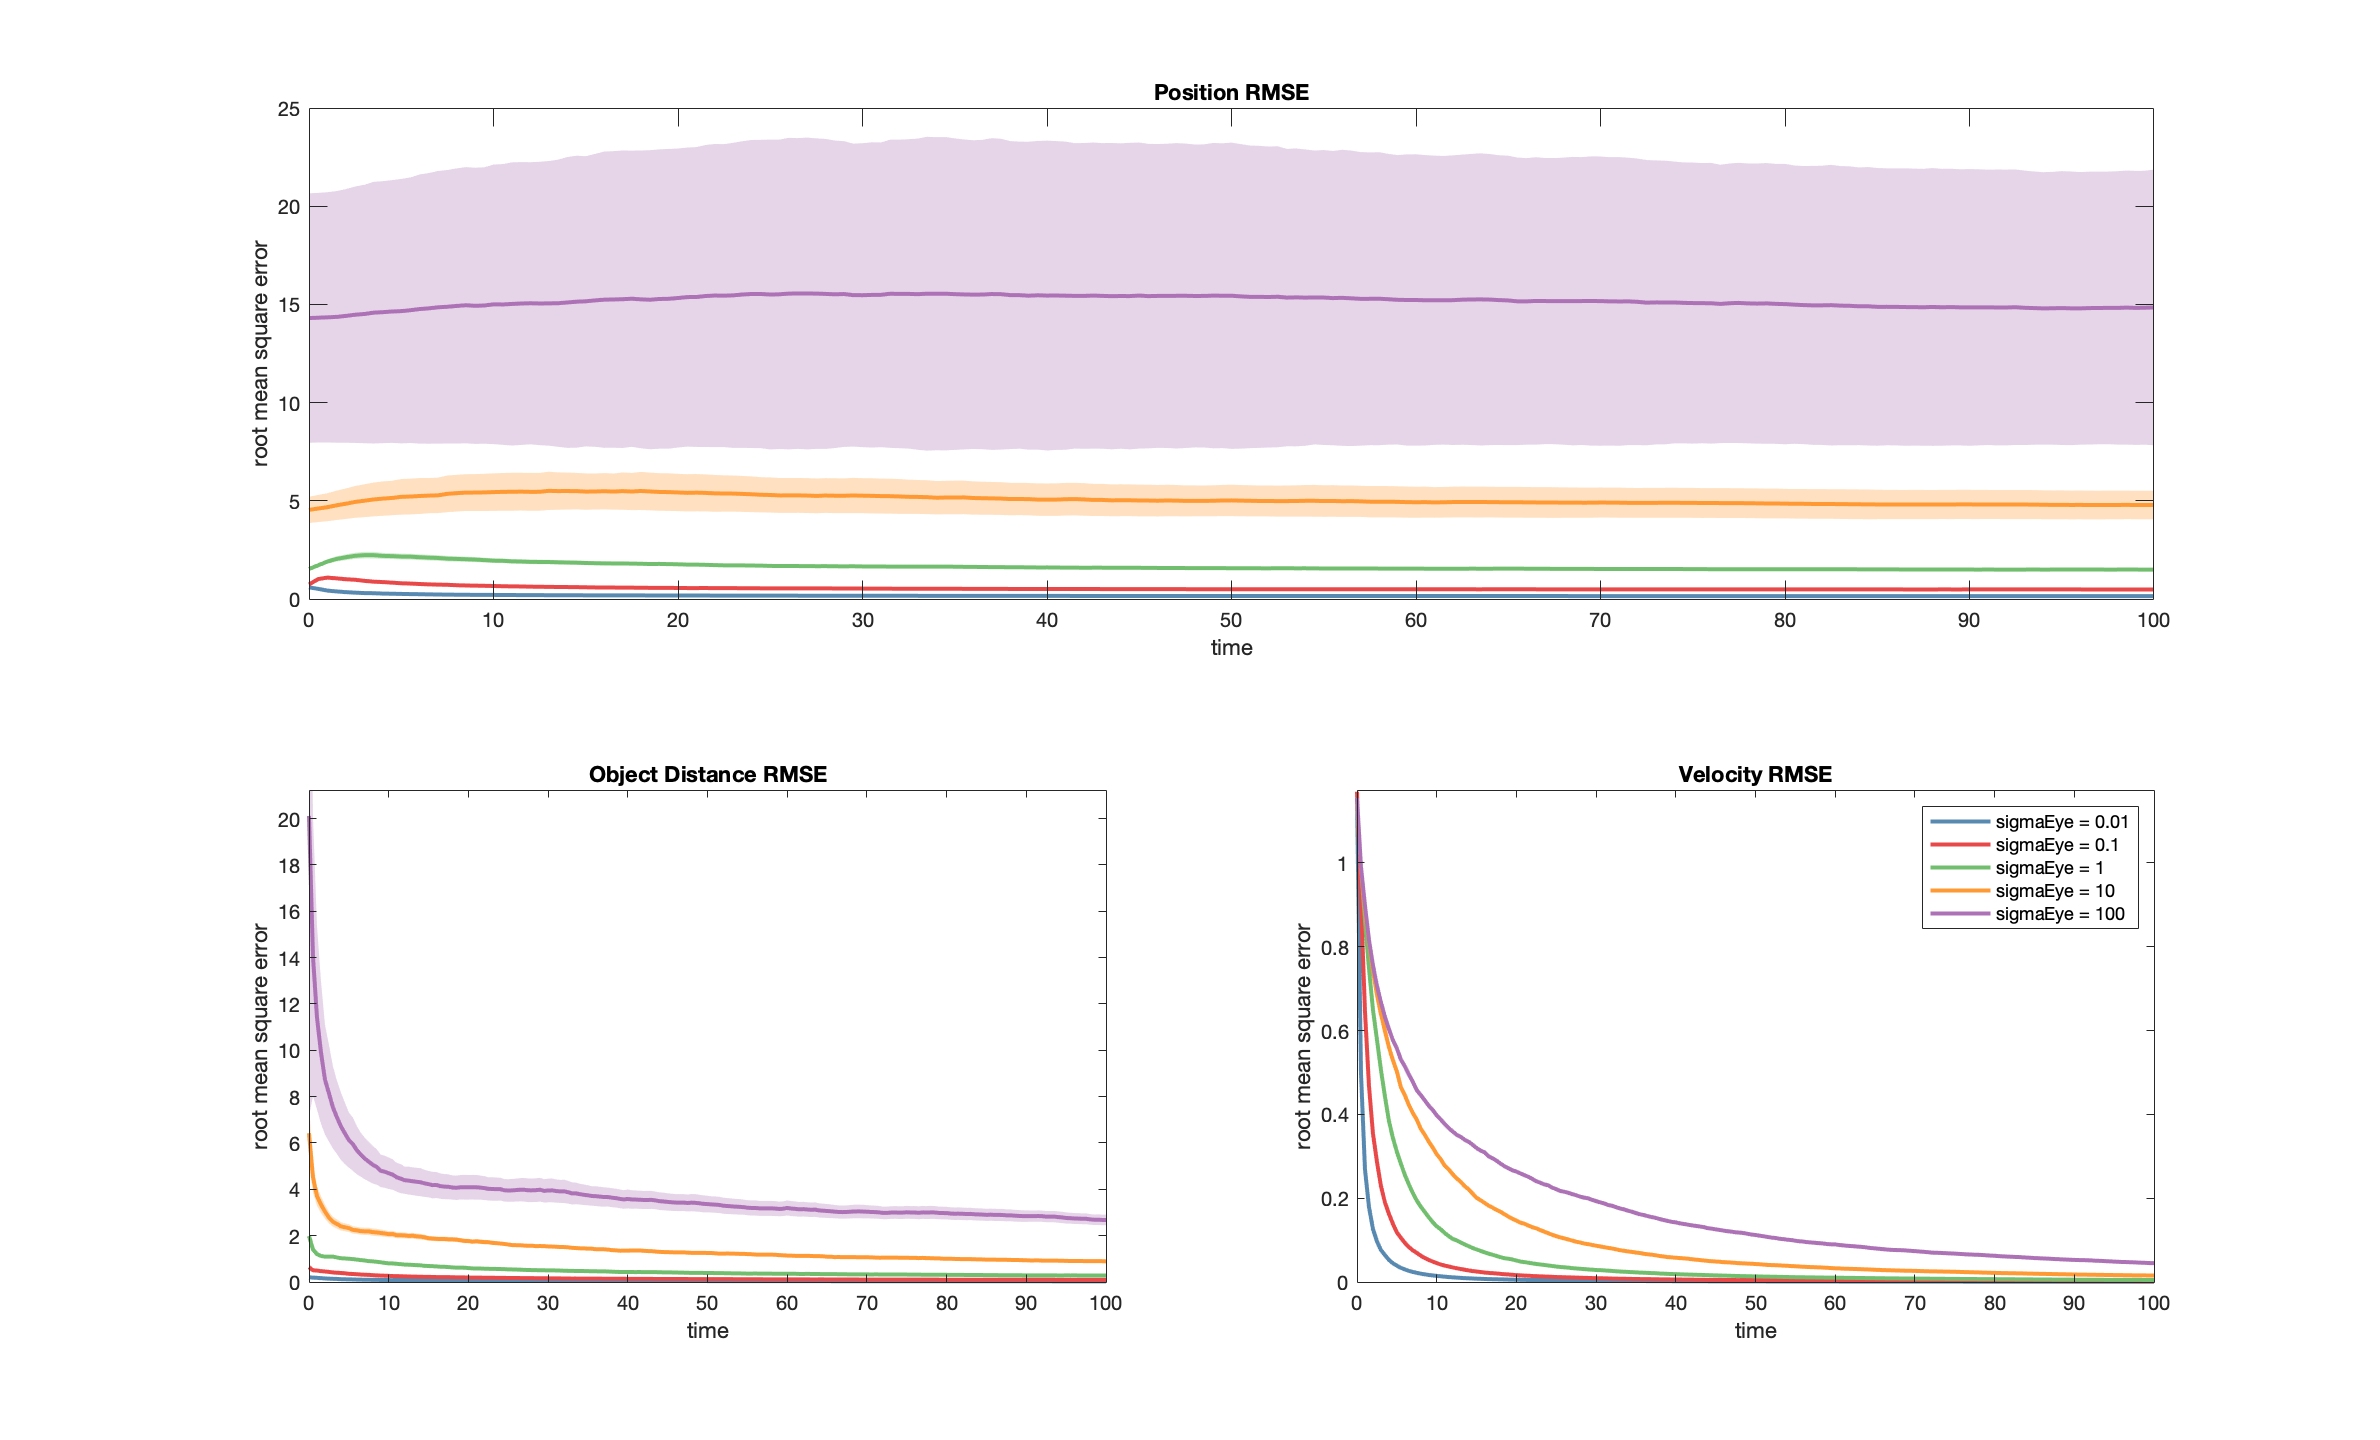 Position RMSE
25
20
15
10
5
0
root mean square error
0 10 20 30 40 50 60 70 80 90 100
time
Object Distance RMSE
20
18
16
14
12
10
8
6
4
2
0
root mean square error
0 10 20 30 40 50 60 70 80 90 100
time
Velocity RMSE
1
0.8
0.6
0.4
0.2
0
root mean square error
0 10 20 30 40 50 60 70 80 90 100
time
sigmaEye = 0.01
sigmaEye = 0.1
sigmaEye = 1
sigmaEye = 10
sigmaEye = 100